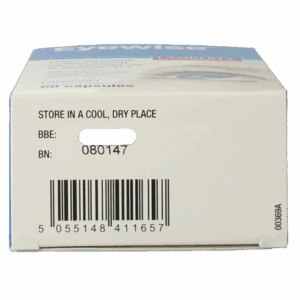 Eyewise
60 capsules
STORE IN A COOL, DRY PLACE
BBE:
BN: 080147
5 055148 411657
00369A